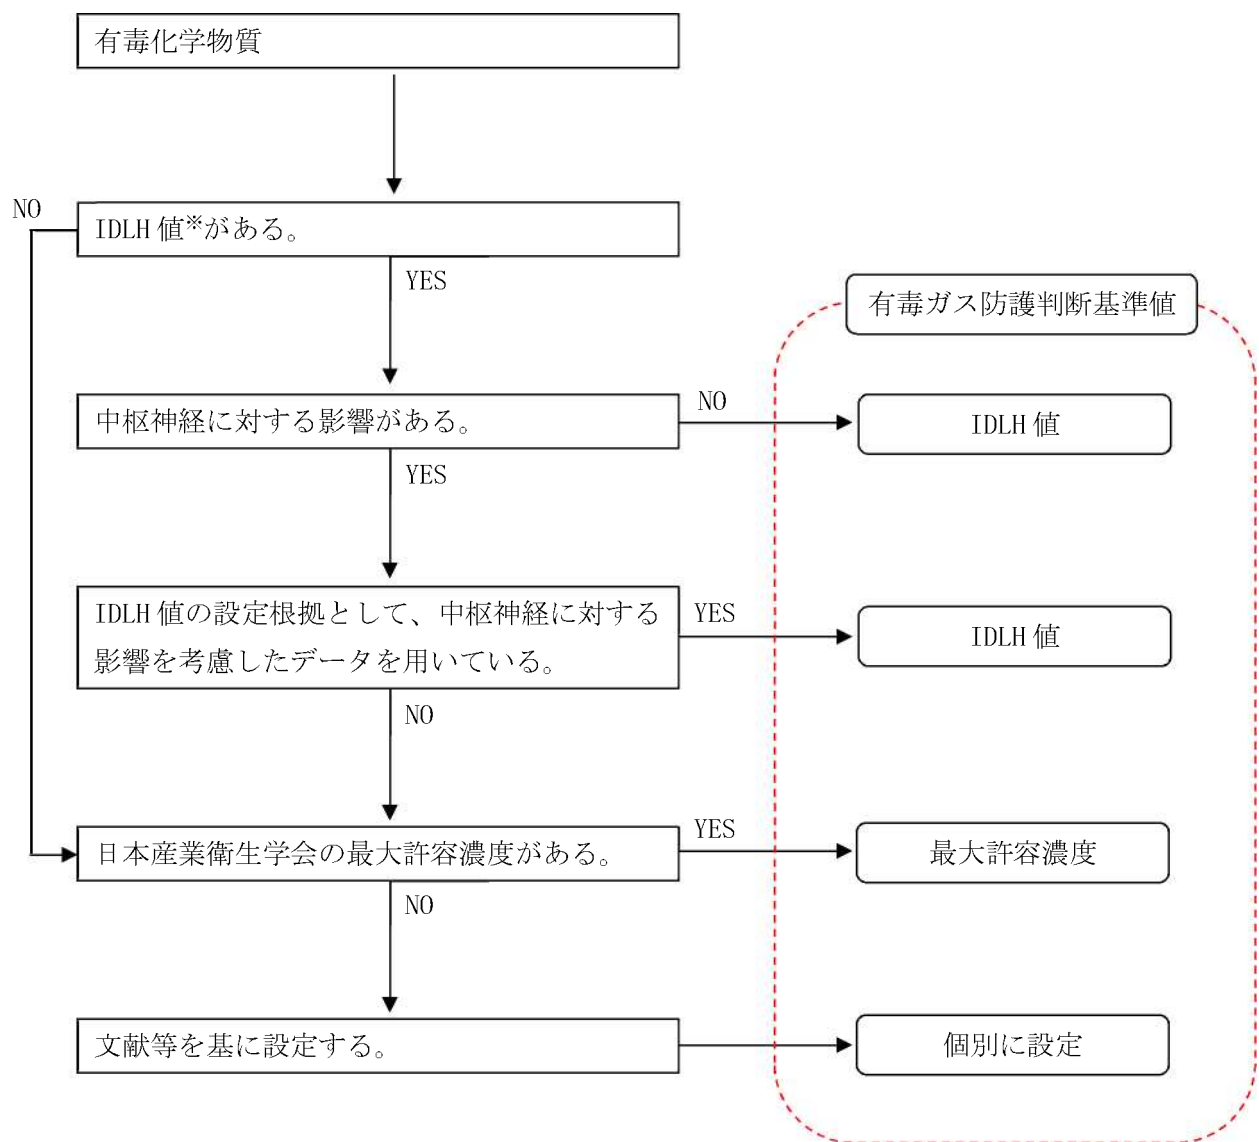 有毒化学物質
NO
IDLH 値※がある。
YES
有毒ガス防護判断基準値
中枢神経に対する影響がある。
NO
IDLH 値
YES
IDLH 値の設定根拠として、中枢神経に対する
影響を考慮したデータを用いている。
YES
IDLH 値
NO
日本産業衛生学会の最大許容濃度がある。
YES
最大許容濃度
NO
文献等を基に設定する。
個別に設定